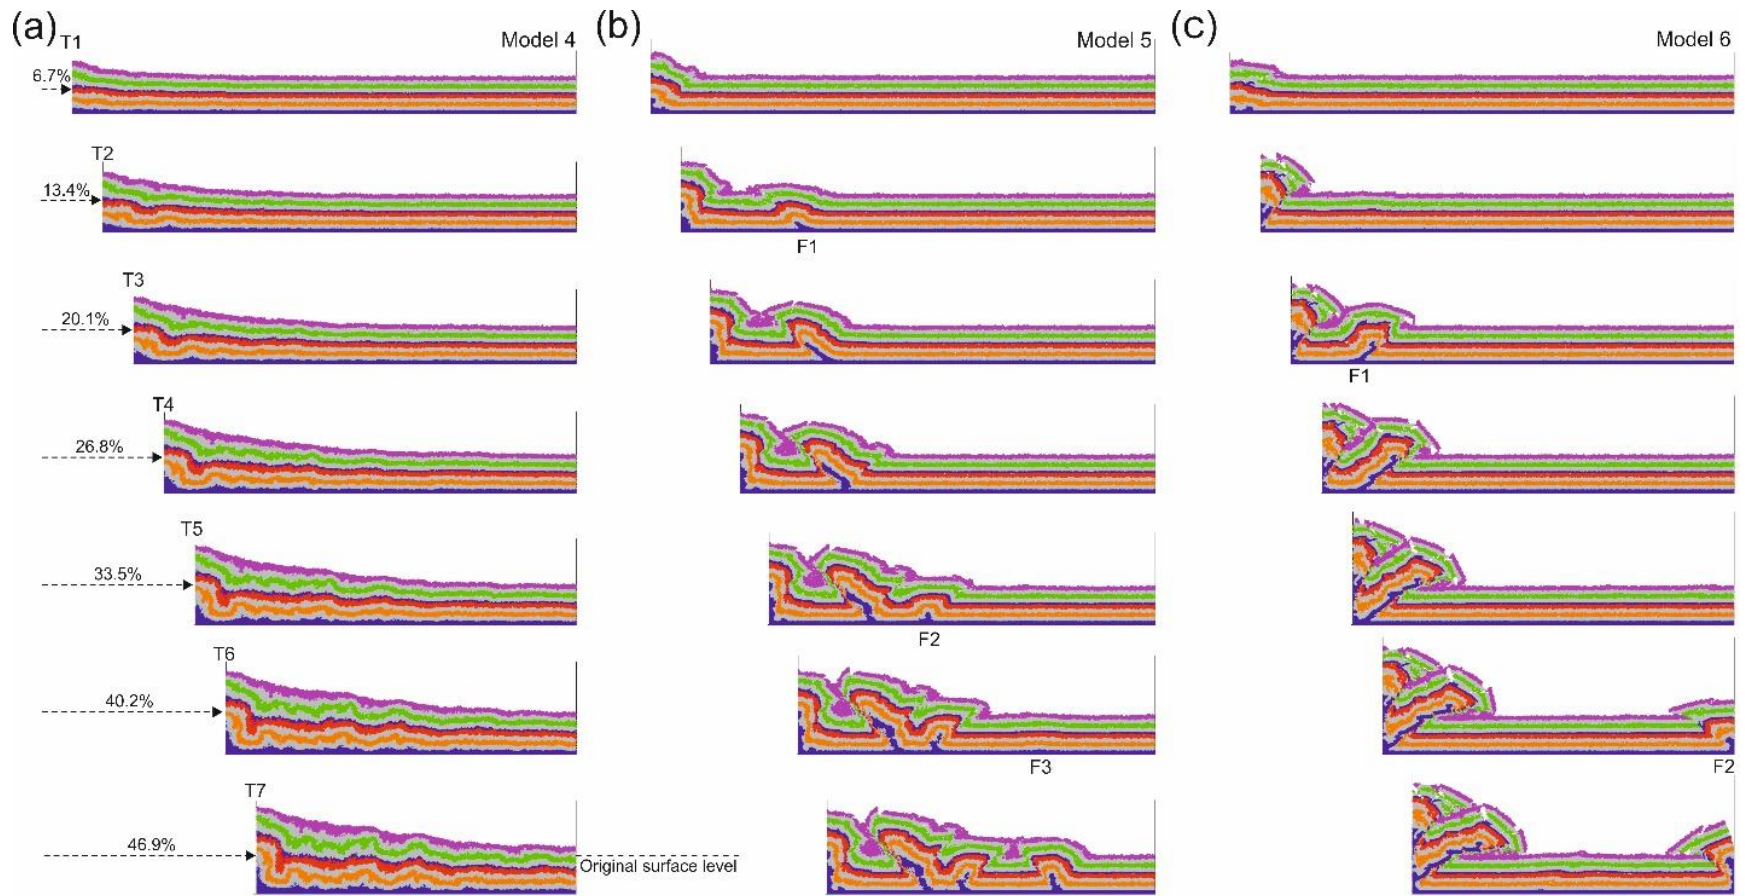 (a)
T1
Model 4
(b)
Model 5
(c)
Model 6
6.7%
T2
13.4%
F1
T3
20.1%
F1
T4
26.8%
T5
33.5%
F2
T6
40.2%
F3
F2
T7
46.9%
Original surface level